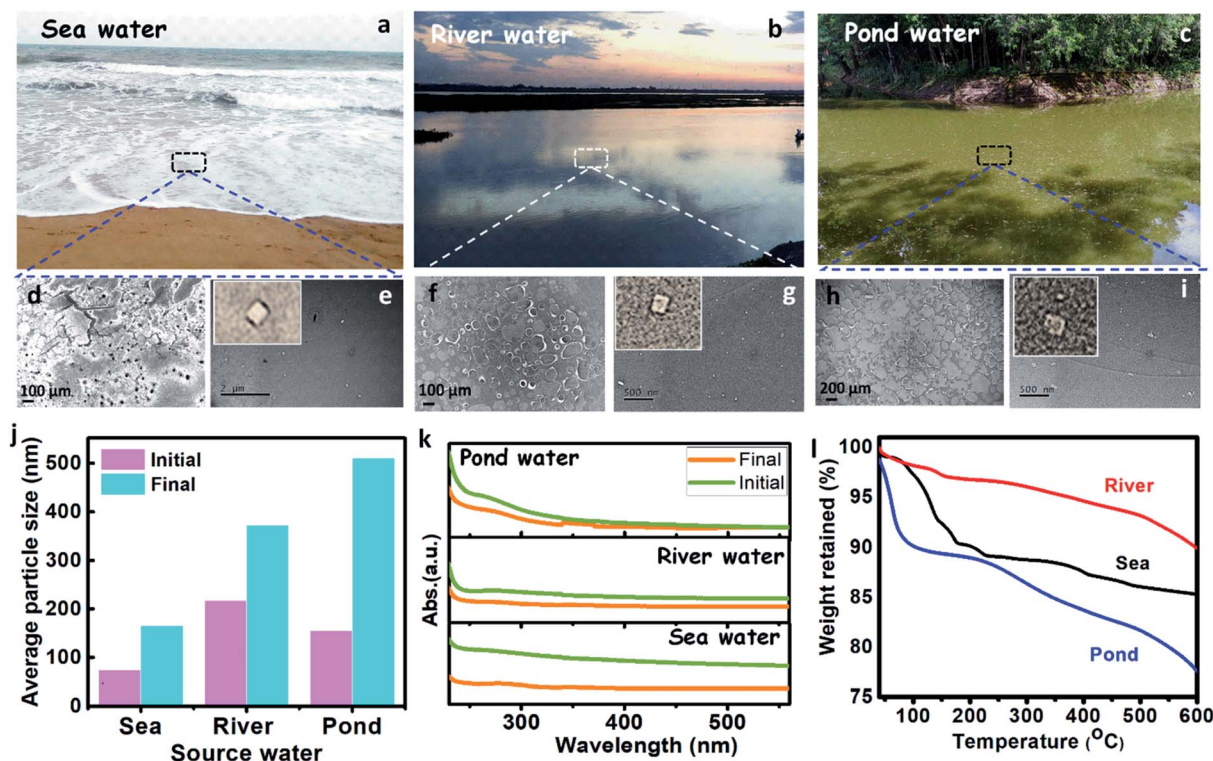 Sea water
a
River water
b
Pond water
c
d
100 µm
e
2 µm
f
100 µm
g
500 nm
h
200 µm
i
500 nm
j
Average particle size (nm)
500
400
300
200
100
0
Initial
Final
Sea River Pond
Source water
k
Abs.(a.u.)
Pond water
Final
Initial
River water
Sea water
300 400 500
Wavelength (nm)
l
Weight retained (%)
100
95
90
85
80
75
River
Sea
Pond
100 200 300 400 500 600
Temperature (°C)